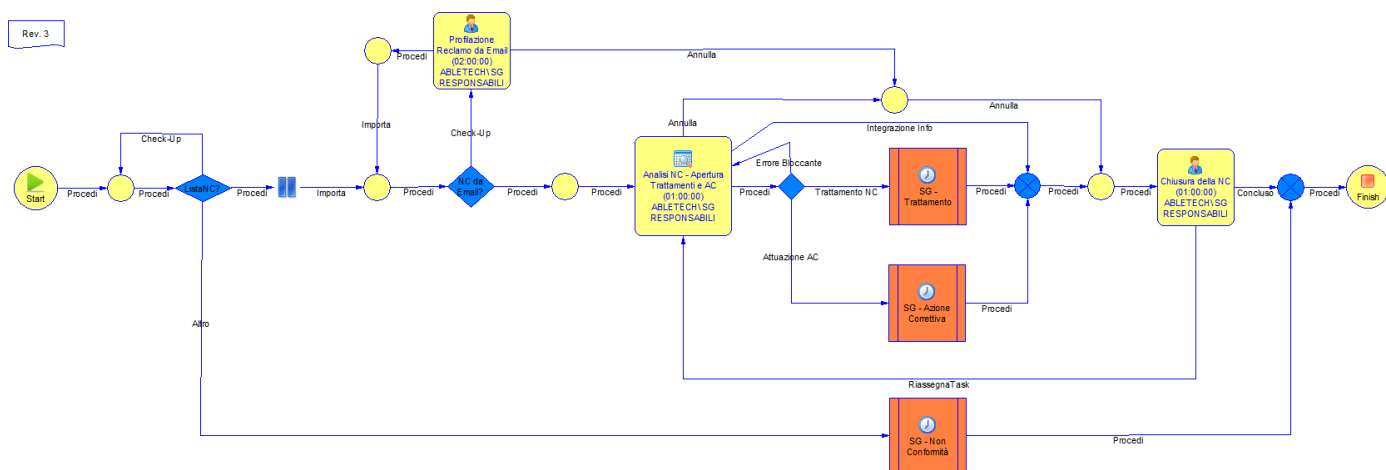 Rev. 3
Profilazione
Reclamo da Email
(02:00:00)
ABLETECH\SG
RESPONSABILI
Procedi
Annulla
Annulla
Importa
Check-Up
Annulla
Integrazione Info
Check-Up
Errore Bloccante
Start
Procedi
Procedi
ListaNC?
Procedi
Importa
Procedi
NC da
Email?
Procedi
Procedi
Analisi NC - Apertura
Trattamenti e AC
(01:00:00)
ABLETECH\SG
RESPONSABILI
Procedi
Trattamento NC
SG -
Trattamento
Procedi
Procedi
Procedi
Chiusura della NC
(01:00:00)
ABLETECH\SG
RESPONSABILI
Concluso
Procedi
Finish
Attuazione AC
SG - Azione
Correttiva
Procedi
Altro
RiassegnaTask
SG - Non
Conformità
Procedi